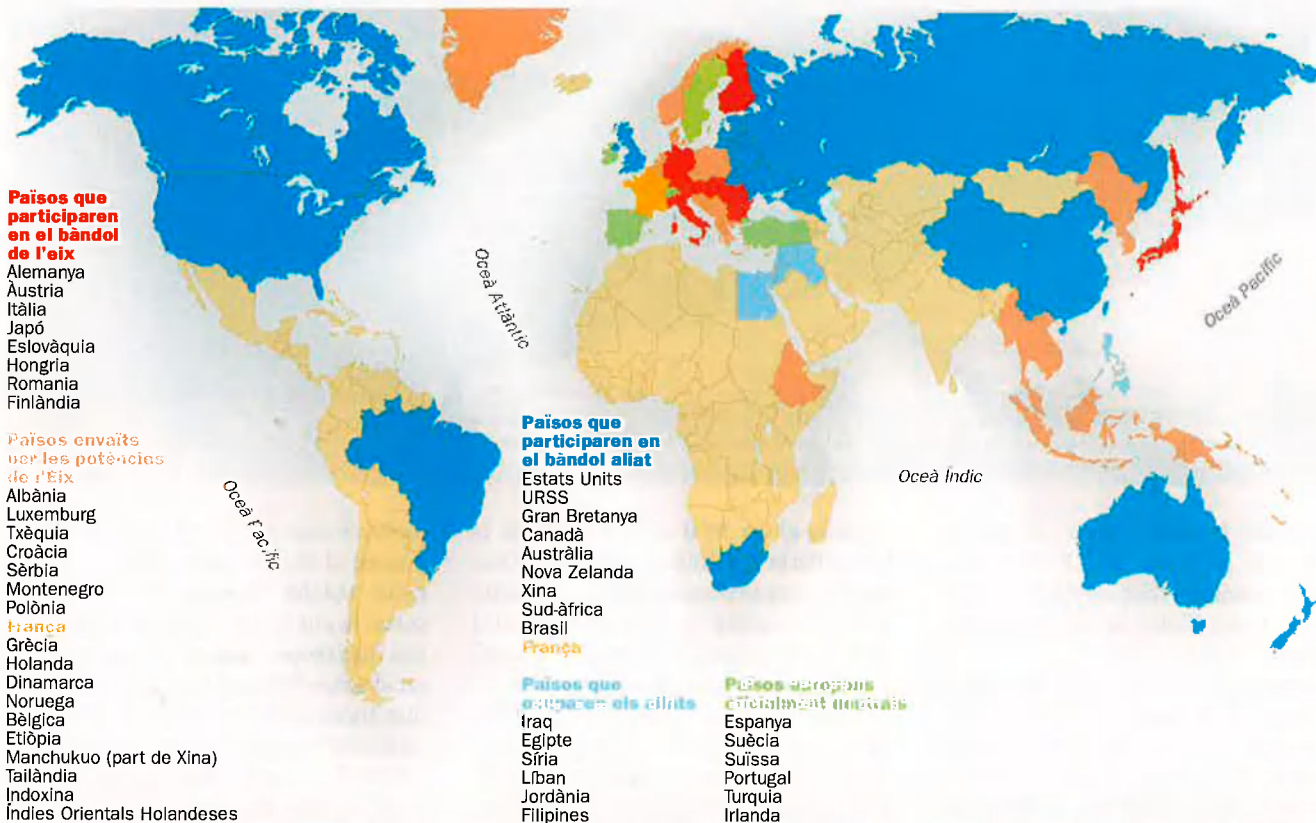 Països que
participaren
en el bàndol
de l'eix
Alemanya
Àustria
Itàlia
Japó
Eslovàquia
Hongria
Romania
Finlàndia
Països envaïts
per les potències
de l'Eix
Albània
Luxemburg
Txèquia
Croàcia
Sèrbia
Montenegro
Polònia
França
Grècia
Holanda
Dinamarca
Noruega
Bèlgica
Etiòpia
Manchukuo (part de Xina)
Tailàndia
Indoxina
Índies Orientals Holandeses
Oceà Pacífic
Oceà Atlàntic
Països que
participaren en
el bàndol aliat
Estats Units
URSS
Gran Bretanya
Canadà
Austràlia
Nova Zelanda
Xina
Sud-àfrica
Brasil
França
Països que
ocuparen els aliats
Iraq
Egipte
Síria
Líban
Jordània
Filipines
Països europeus
oficialment neutrals
Espanya
Suècia
Suïssa
Portugal
Turquia
Irlanda
Oceà Índic
Oceà Pacífic